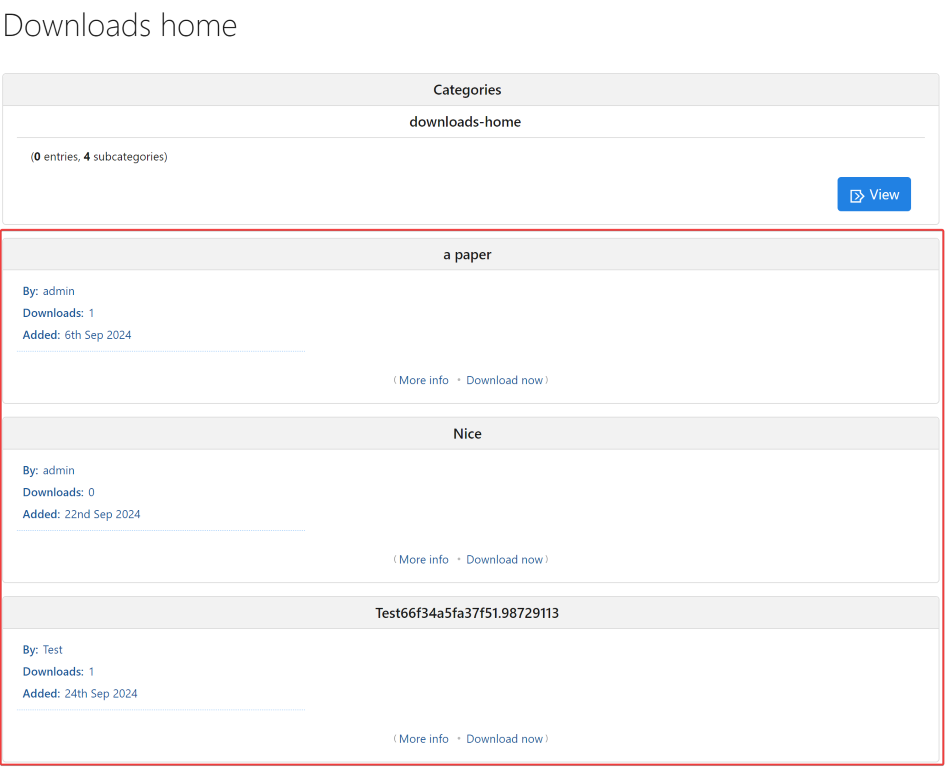 Downloads home
Categories
downloads-home
(0 entries, 4 subcategories)
View
a paper
By: admin
Downloads: 1
Added: 6th Sep 2024
( More info • Download now )
Nice
By: admin
Downloads: 0
Added: 22nd Sep 2024
( More info • Download now )
Test66f34a5fa37f51.98729113
By: Test
Downloads: 1
Added: 24th Sep 2024
( More info • Download now )